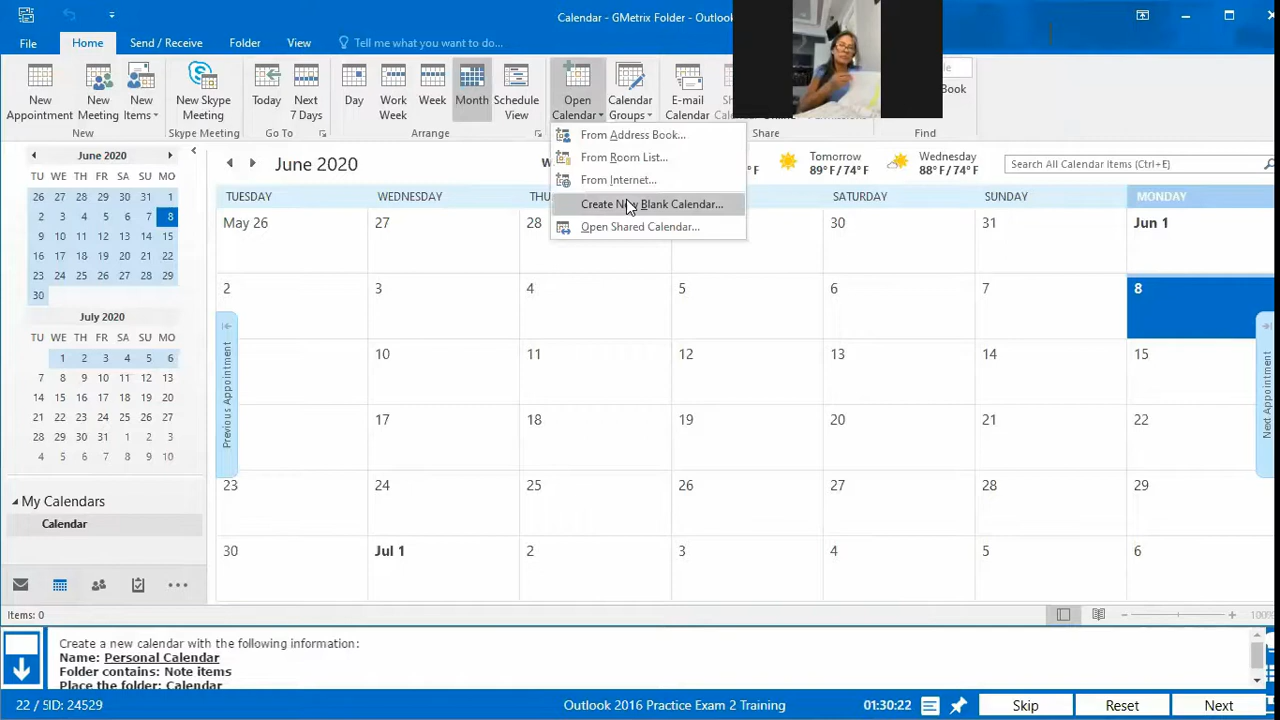 Calendar - GMetrix Folder - Outlook
File Home Send / Receive Folder View Tell me what you want to do...
New Appointment
New Meeting
New Items
New Skype Meeting
Today
Next 7 Days
Day
Work Week
Week
Month
Schedule View
Open Calendar
Calendar Groups
E-mail Calendar
New Skype Meeting Go To Arrange Share Find
From Address Book...
From Room List...
From Internet...
Create New Blank Calendar...
Open Shared Calendar...
June 2020
TU WE TH FR SA SU MO
26 27 28 29 30 31 1
2 3 4 5 6 7 8
9 10 11 12 13 14 15
16 17 18 19 20 21 22
23 24 25 26 27 28 29
30
July 2020
TU WE TH FR SA SU MO
1 2 3 4 5 6
7 8 9 10 11 12 13
14 15 16 17 18 19 20
21 22 23 24 25 26 27
28 29 30 31 1 2 3
4 5 6 7 8 9 10
My Calendars
Calendar
June 2020
Tomorrow 89° F / 74° F
Wednesday 88° F / 74° F
Search All Calendar Items (Ctrl+E)
TUESDAY WEDNESDAY SATURDAY SUNDAY MONDAY
May 26 27 28 30 31 Jun 1
2 3 4 5 6 7 8
10 11 12 13 14 15
17 18 19 20 21 22
23 24 25 26 27 28 29
30 Jul 1 2 3 4 5 6
Previous Appointment
Next Appointment
Items: 0
100%
Create a new calendar with the following information:
Name: Personal Calendar
Folder contains: Note items
Place the folder: Calendar
22 / 5ID: 24529 Outlook 2016 Practice Exam 2 Training 01:30:22 Skip Reset Next